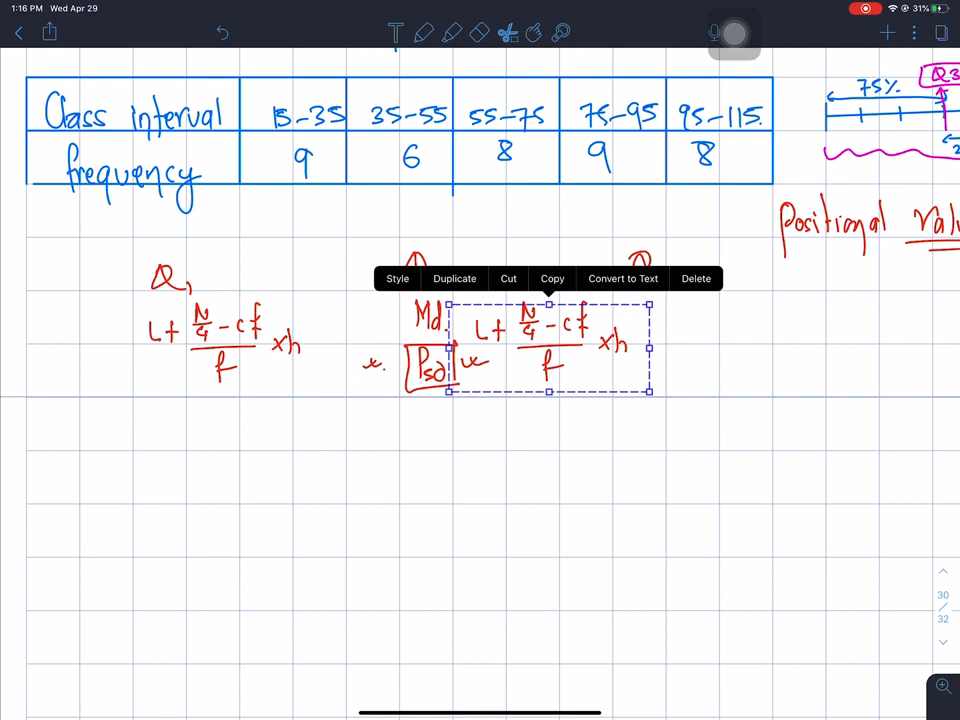 1:16 PM Wed Apr 29
31%
Class interval 15-35 35-55 55-75 75-95 95-115.
frequency 9 6 8 9 8
75%
Q3
Positional Valu
Q1
Style Duplicate Cut Copy Convert to Text Delete
L+ N/4 - cf / f xh
Md. L+ N/4 - cf / f xh
P50
30
/
32